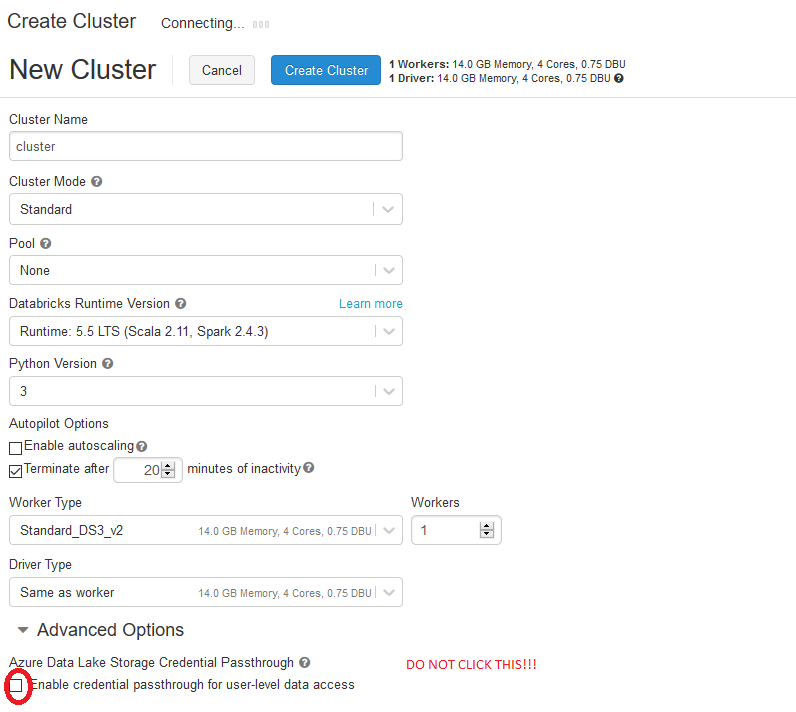 Create Cluster Connecting...
New Cluster Cancel Create Cluster 1 Workers: 14.0 GB Memory, 4 Cores, 0.75 DBU
1 Driver: 14.0 GB Memory, 4 Cores, 0.75 DBU ?
Cluster Name
cluster
Cluster Mode ?
Standard
Pool ?
None
Databricks Runtime Version ? Learn more
Runtime: 5.5 LTS (Scala 2.11, Spark 2.4.3)
Python Version ?
3
Autopilot Options
Enable autoscaling ?
Terminate after 20 minutes of inactivity ?
Worker Type Workers
Standard_DS3_v2 14.0 GB Memory, 4 Cores, 0.75 DBU 1
Driver Type
Same as worker 14.0 GB Memory, 4 Cores, 0.75 DBU
Advanced Options
Azure Data Lake Storage Credential Passthrough ? DO NOT CLICK THIS!!!
Enable credential passthrough for user-level data access